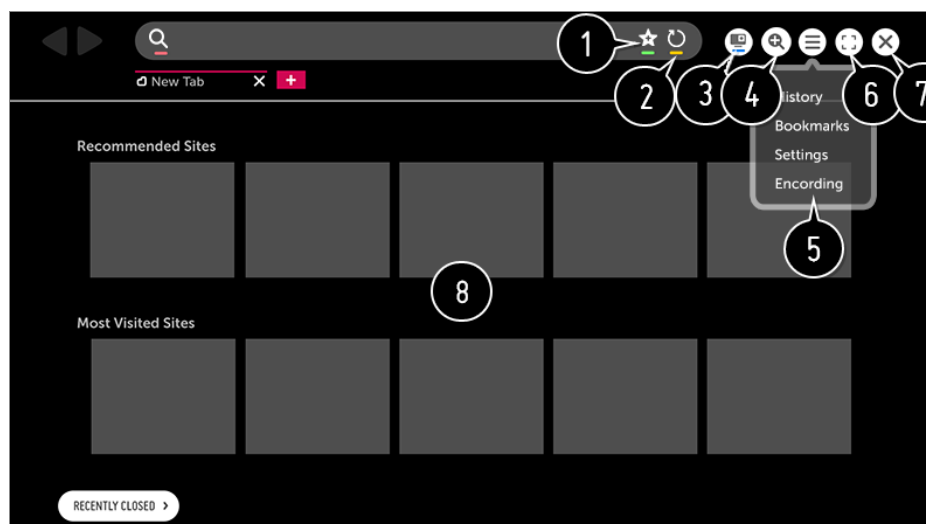 1
2
3
4
6
7
New Tab
+
History
Bookmarks
Settings
Encording
5
Recommended Sites
8
Most Visited Sites
RECENTLY CLOSED >